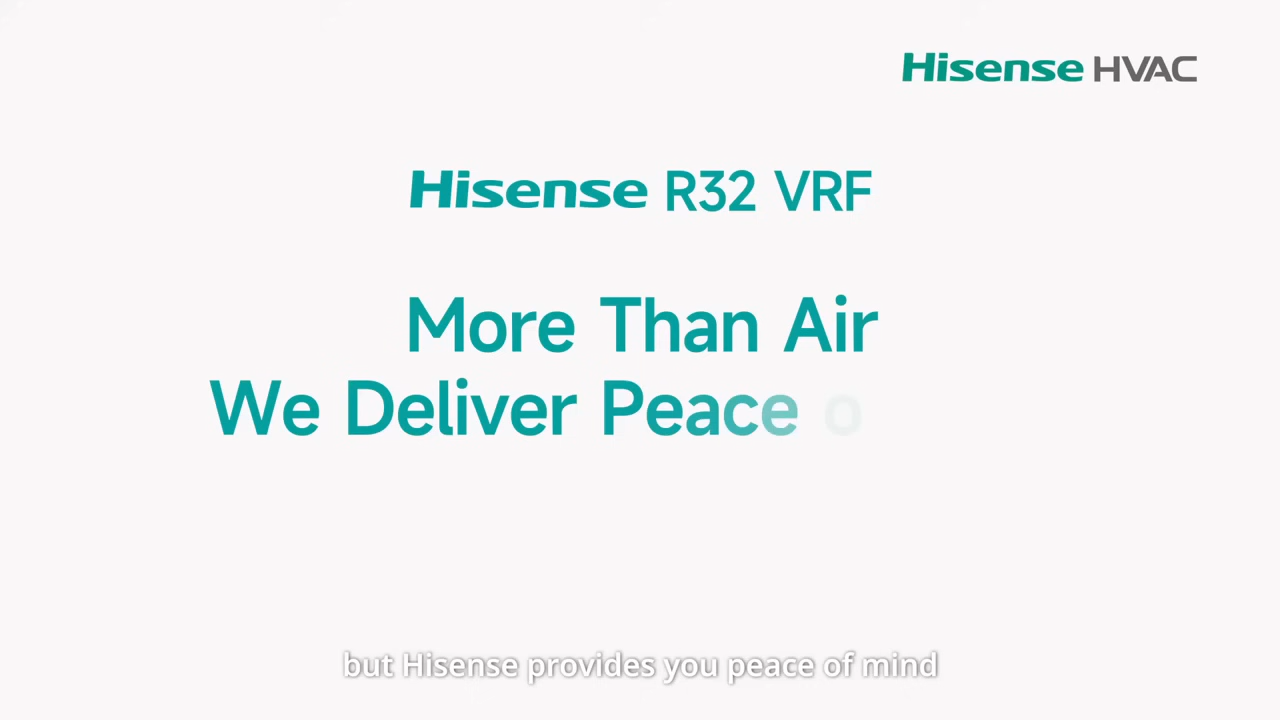 Hisense HVAC
Hisense R32 VRF
More Than Air
We Deliver Peace o
but Hisense provides you peace of mind